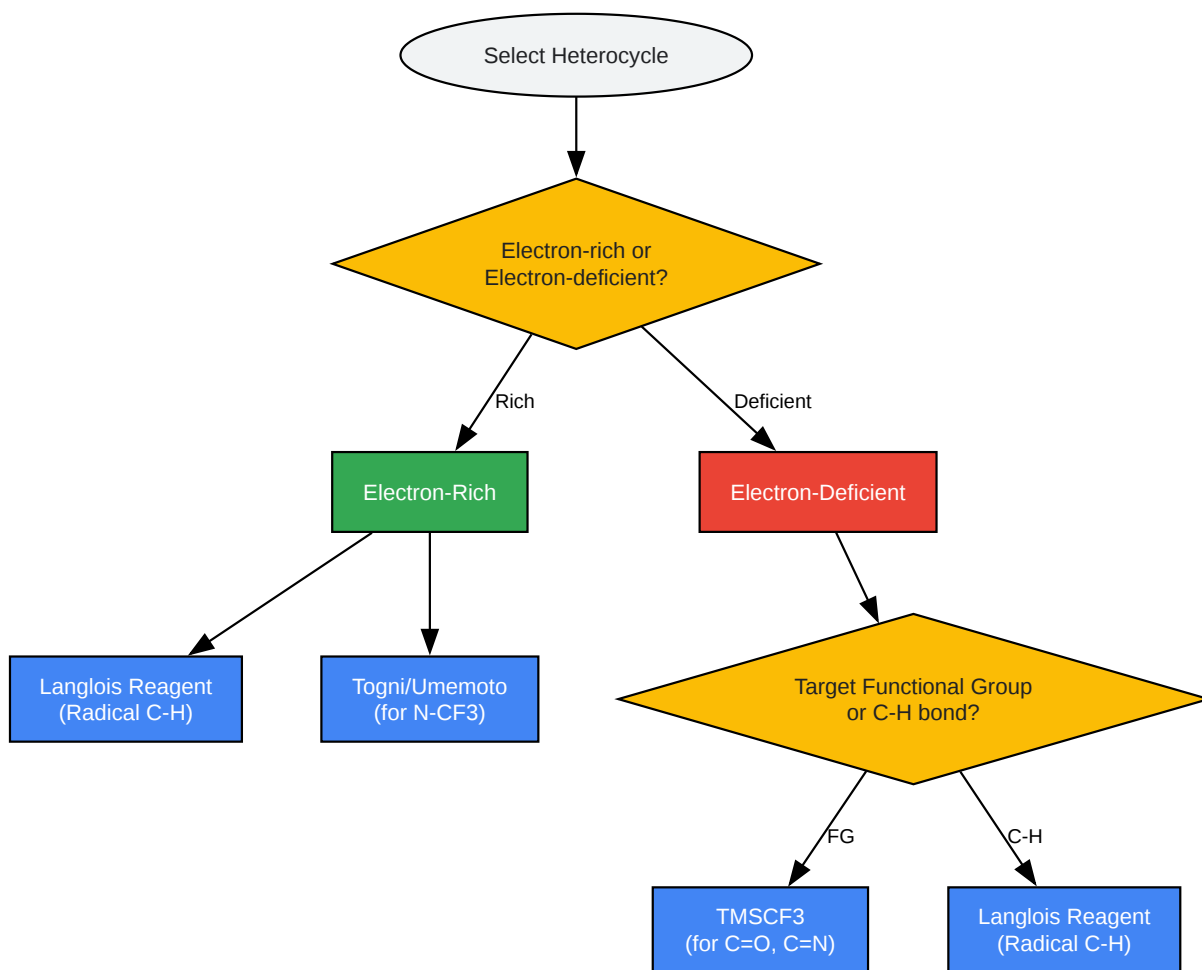 Select Heterocycle
Electron-rich or
Electron-deficient?
Rich
Deficient
Electron-Rich
Electron-Deficient
Langlois Reagent
(Radical C-H)
Togni/Umemoto
(for N-CF3)
Target Functional Group
or C-H bond?
FG
C-H
TMSCF3
(for C=O, C=N)
Langlois Reagent
(Radical C-H)